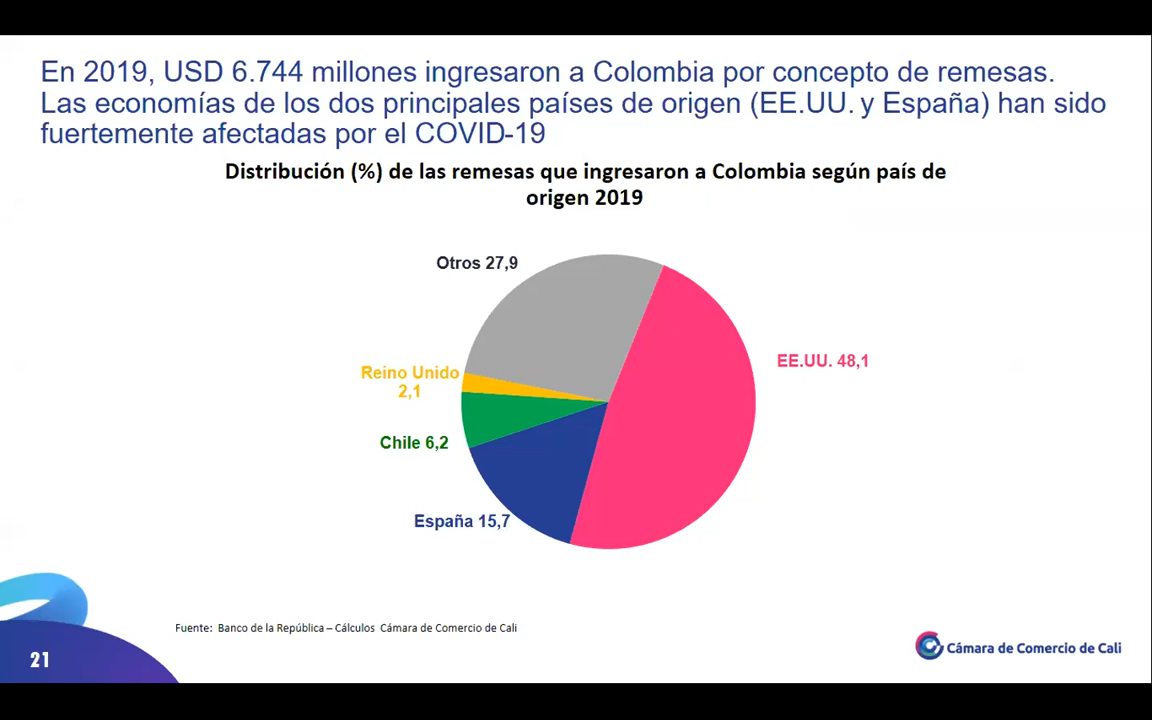 En 2019, USD 6.744 millones ingresaron a Colombia por concepto de remesas.
Las economías de los dos principales países de origen (EE.UU. y España) han sido
fuertemente afectadas por el COVID-19
Distribución (%) de las remesas que ingresaron a Colombia según país de
origen 2019
Otros 27,9
EE.UU. 48,1
Reino Unido
2,1
Chile 6,2
España 15,7
Fuente: Banco de la República – Cálculos Cámara de Comercio de Cali
21
Cámara de Comercio de Cali